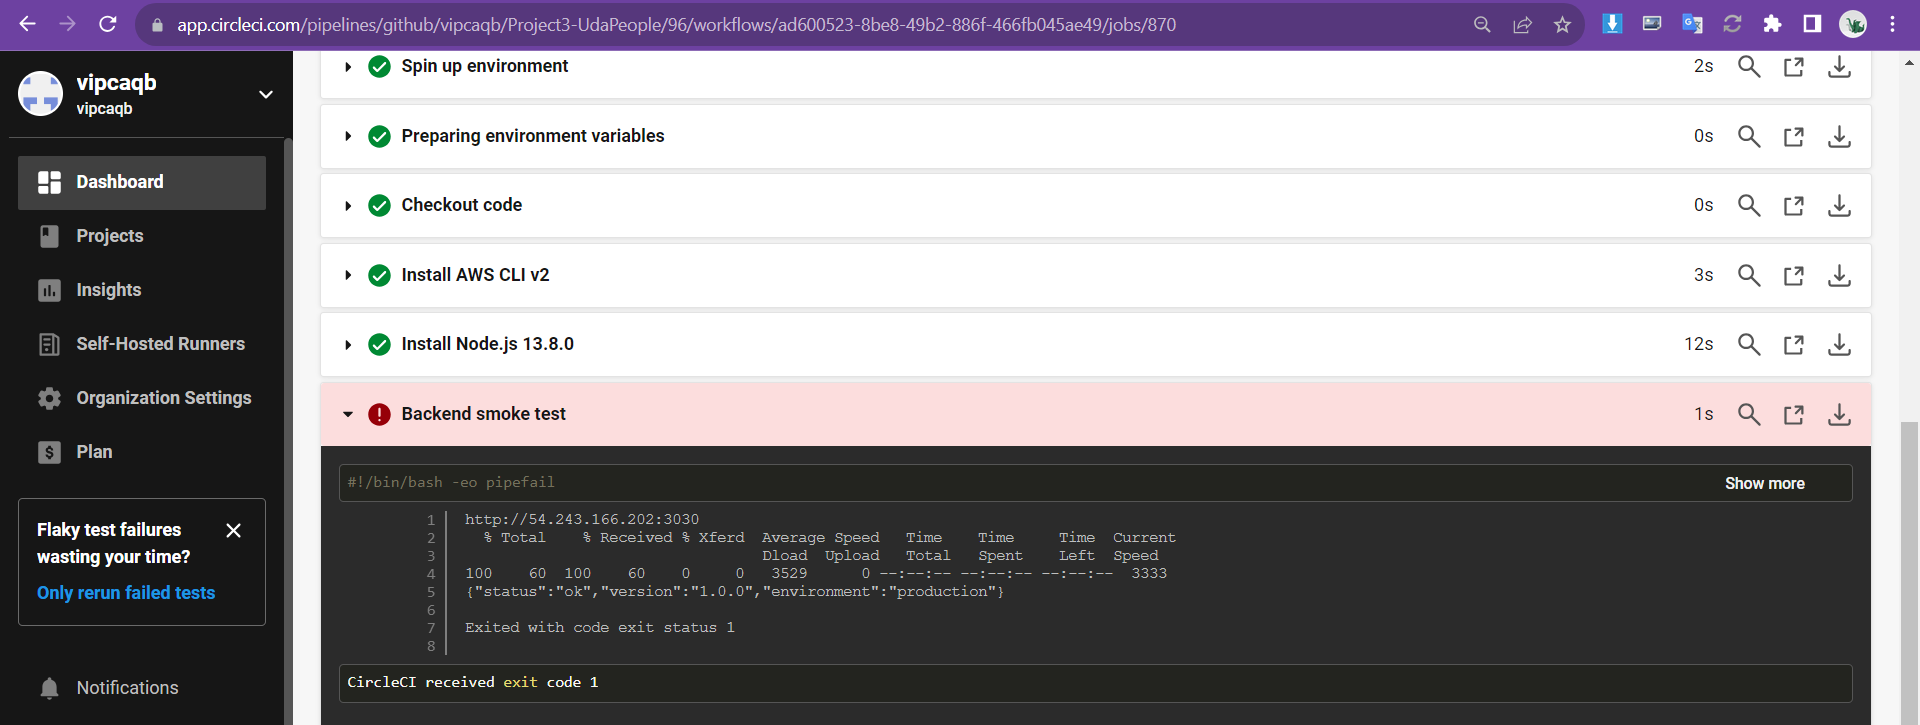 app.circleci.com/pipelines/github/vipcaqb/Project3-UdaPeople/96/workflows/ad600523-8be8-49b2-886f-466fb045ae49/jobs/870
vipcaqb
vipcaqb
Dashboard
Projects
Insights
Self-Hosted Runners
Organization Settings
Plan
Flaky test failures
wasting your time?
Only rerun failed tests
Notifications
Spin up environment 2s
Preparing environment variables 0s
Checkout code 0s
Install AWS CLI v2 3s
Install Node.js 13.8.0 12s
Backend smoke test 1s
#!/bin/bash -eo pipefail Show more
1 http://54.243.166.202:3030
2 % Total % Received % Xferd Average Speed Time Time Time Current
3 Dload Upload Total Spent Left Speed
4 100 60 100 60 0 0 3529 0 --:--:-- --:--:-- --:--:-- 3333
5 {"status":"ok","version":"1.0.0","environment":"production"}
6
7 Exited with code exit status 1
8
CircleCI received exit code 1